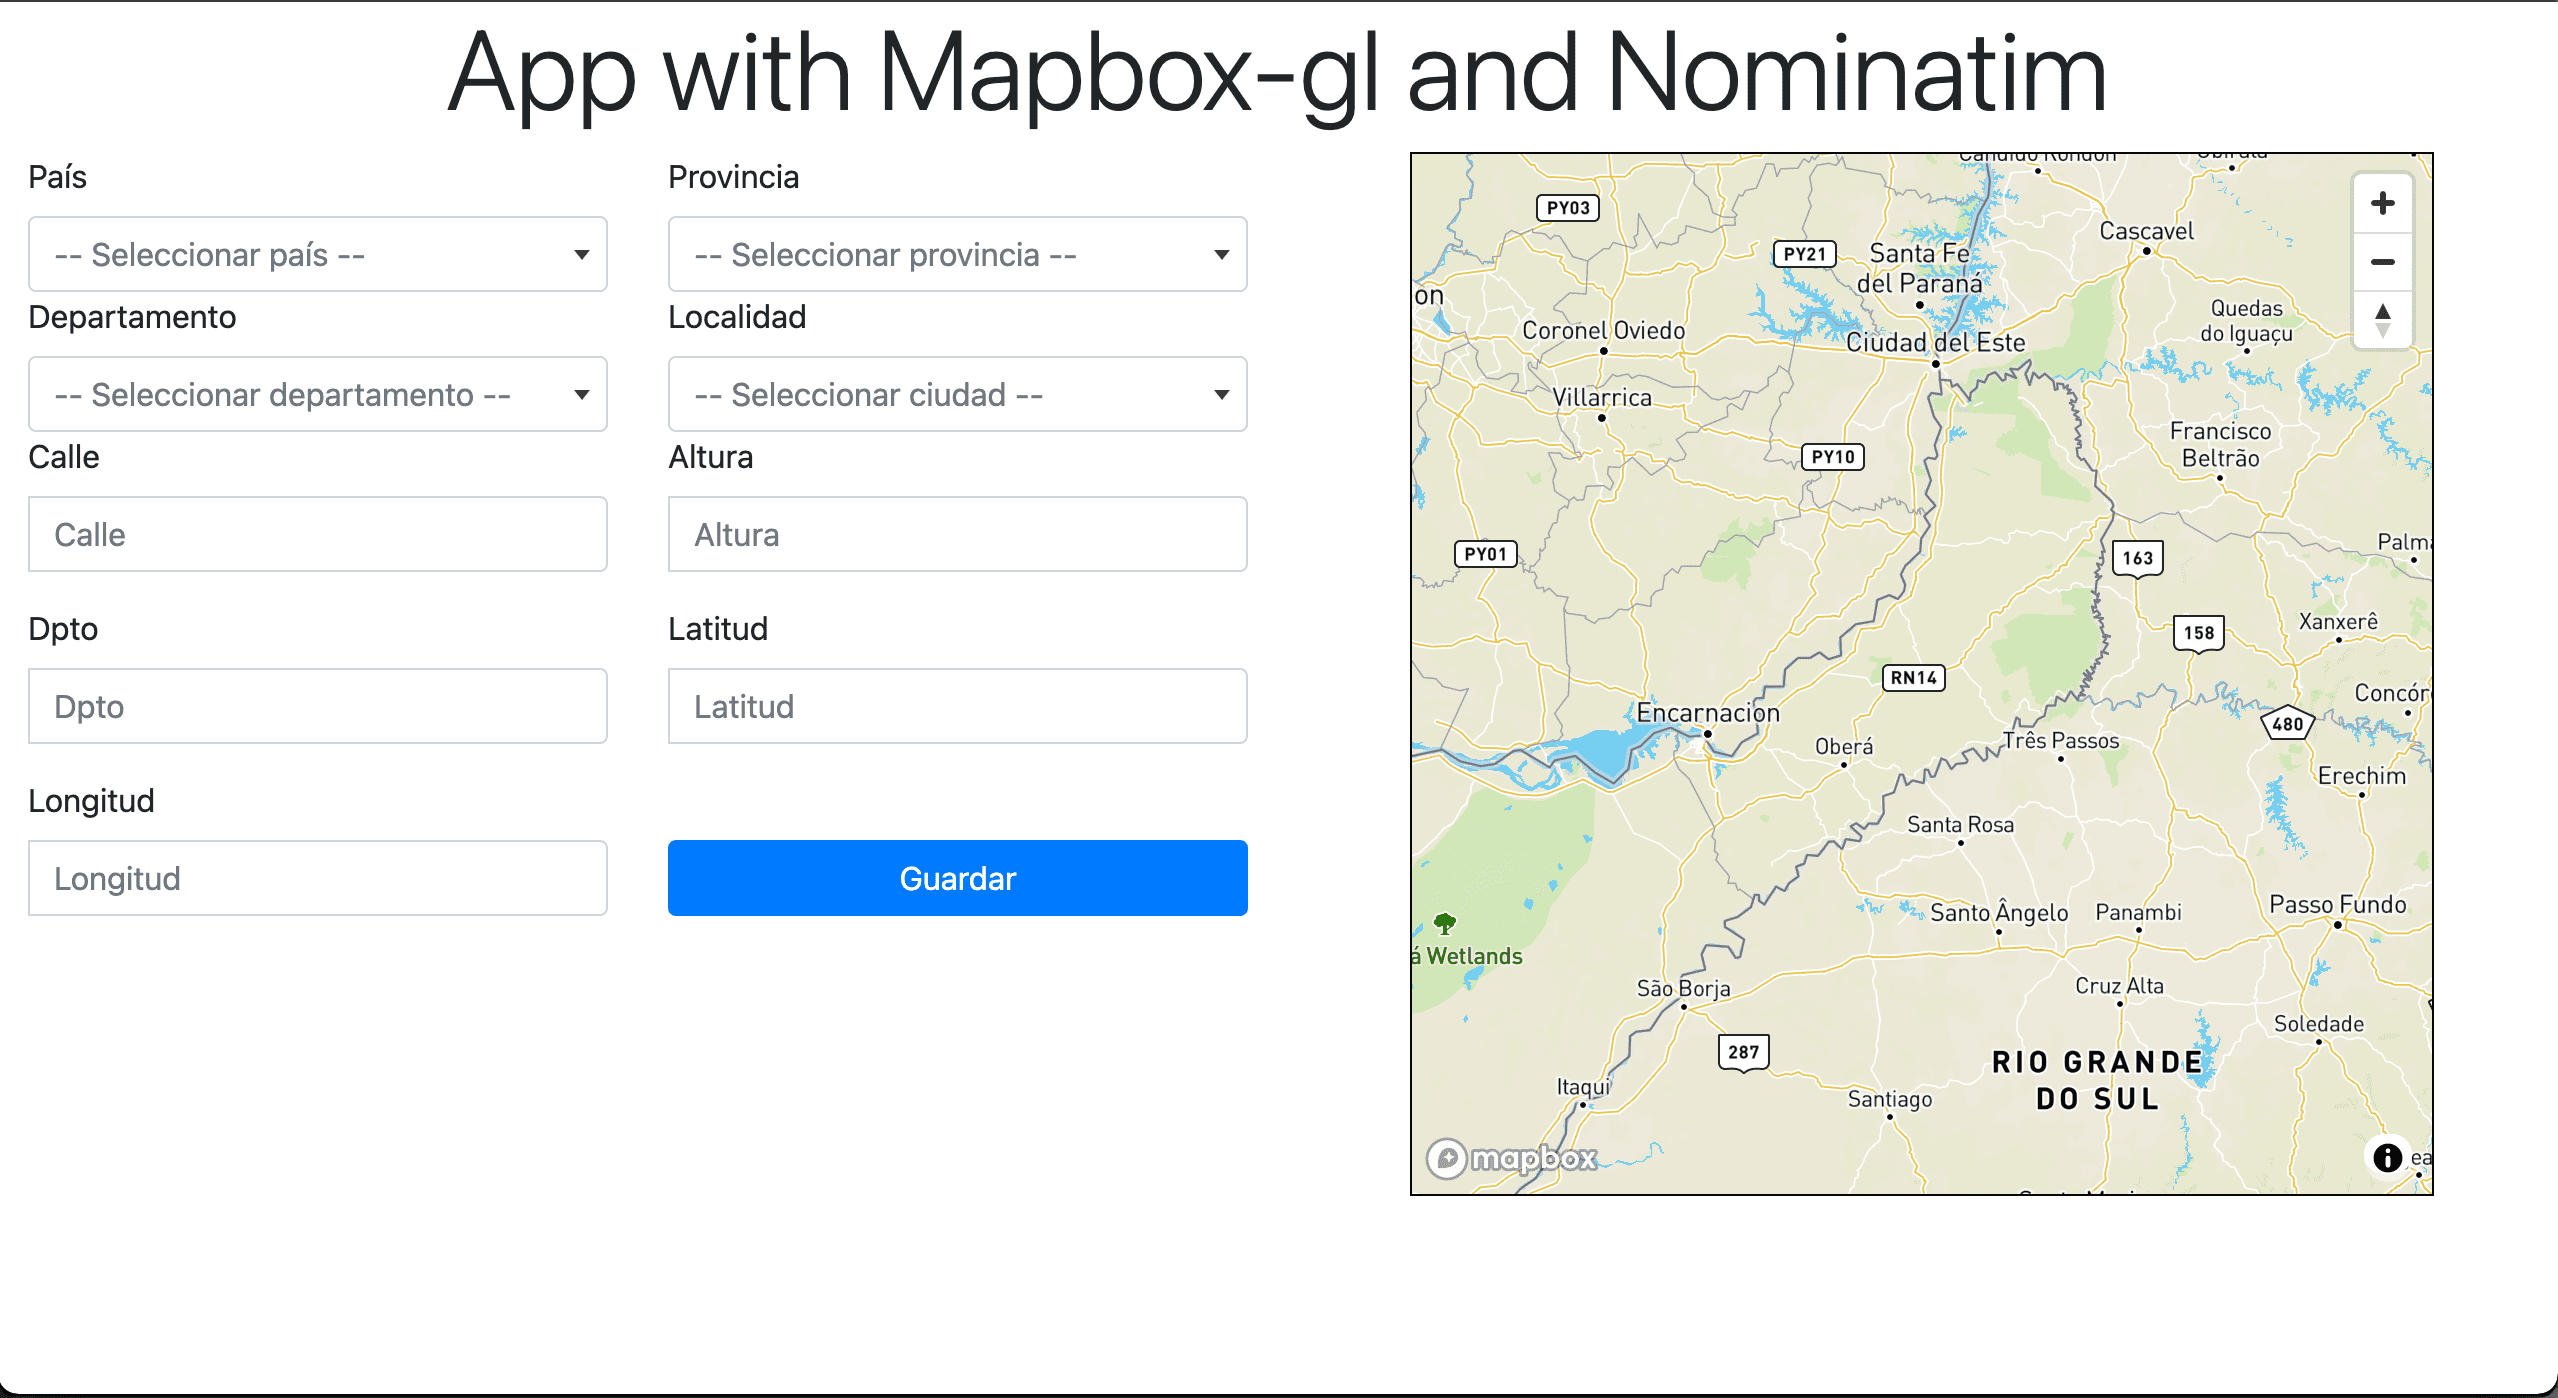 App with Mapbox-gl and Nominatim
País
Provincia
-- Seleccionar país --
-- Seleccionar provincia --
Departamento
Localidad
-- Seleccionar departamento --
-- Seleccionar ciudad --
Calle
Altura
Calle
Altura
Dpto
Latitud
Dpto
Latitud
Longitud
Longitud
Guardar
PY03
Cascavel
PY21
Santa Fe
del Paraná
on
Quedas
do Iguaçu
Coronel Oviedo
Ciudad del Este
Villarrica
Francisco
Beltrão
PY10
Palma
PY01
163
Xanxerê
158
RN14
Concór
Encarnacion
480
Três Passos
Oberá
Erechim
Santa Rosa
Passo Fundo
Santo Ângelo
Panambi
á Wetlands
São Borja
Cruz Alta
Soledade
287
RIO GRANDE
DO SUL
Itaqui
Santiago
mapbox
ea